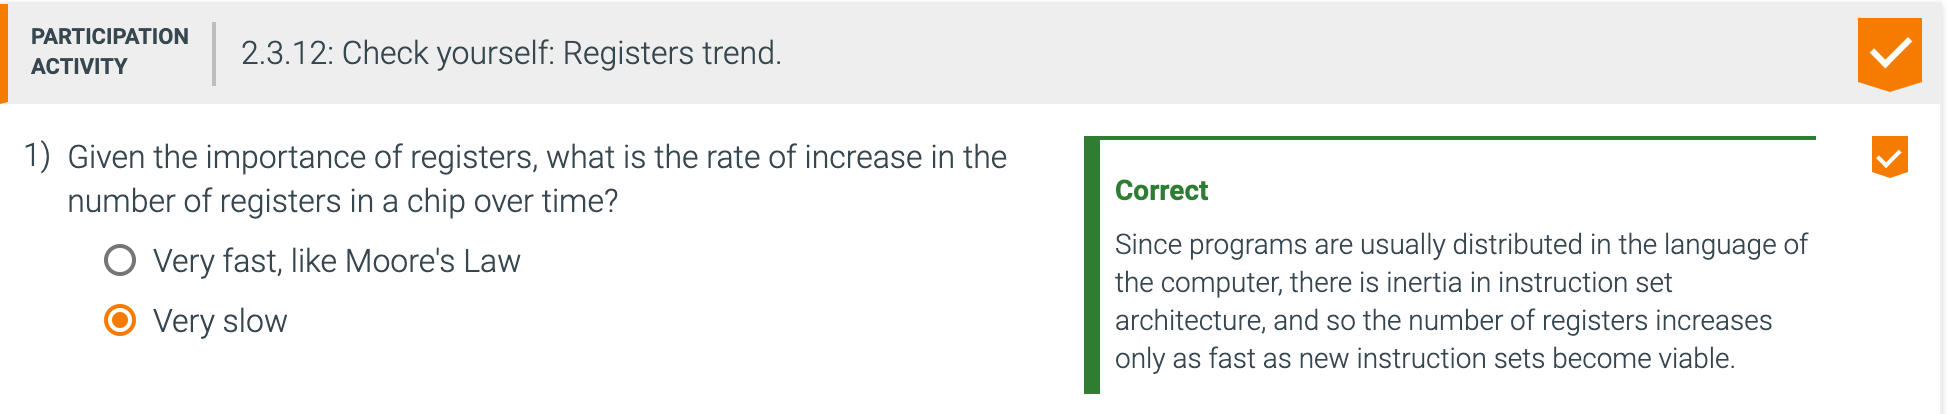 PARTICIPATION
ACTIVITY
2.3.12: Check yourself: Registers trend.
1) Given the importance of registers, what is the rate of increase in the
number of registers in a chip over time?
Very fast, like Moore's Law
Very slow
Correct
Since programs are usually distributed in the language of
the computer, there is inertia in instruction set
architecture, and so the number of registers increases
only as fast as new instruction sets become viable.